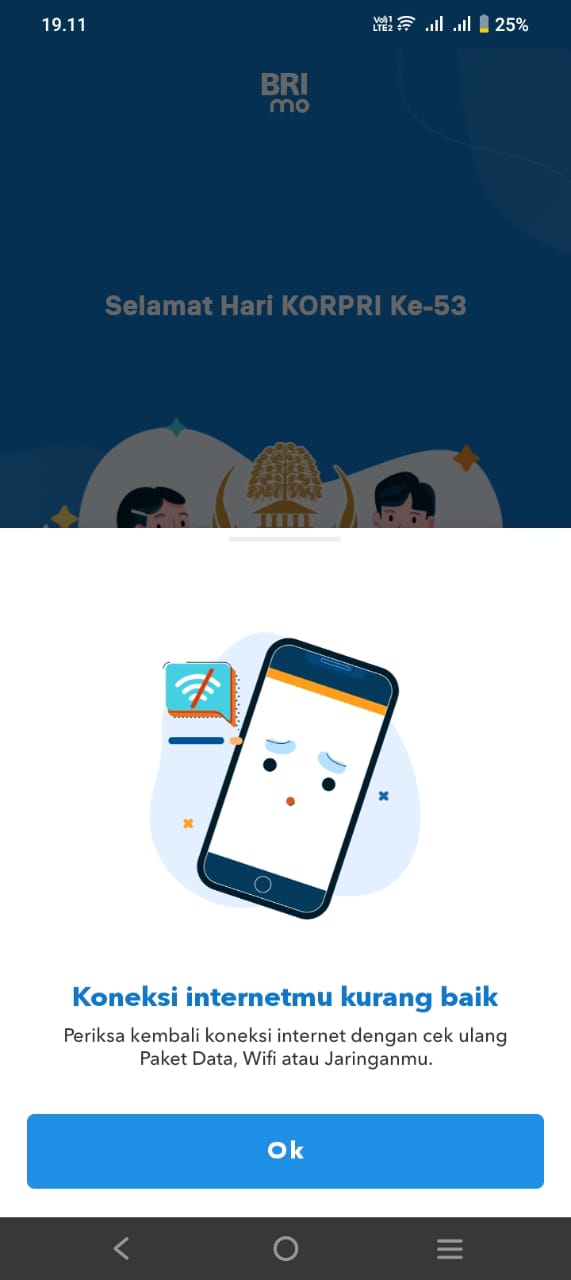 19.11
Vo)) 1
LTE2
25%
BRI
mo
Selamat Hari KORPRI Ke-53
Koneksi internetmu kurang baik
Periksa kembali koneksi internet dengan cek ulang
Paket Data, Wifi atau Jaringanmu.
Ok